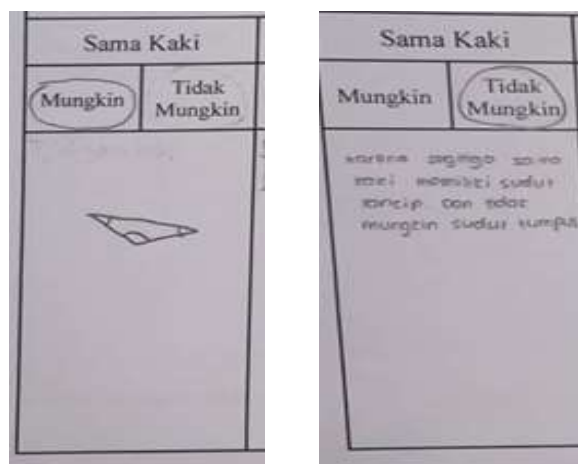 Sama Kaki
Mungkin
Tidak
Mungkin
Sama Kaki
Mungkin
Tidak
Mungkin
karena segitiga sama
kaki memiliki sudut
lancip dan tidak
mungkin sudut tumpul